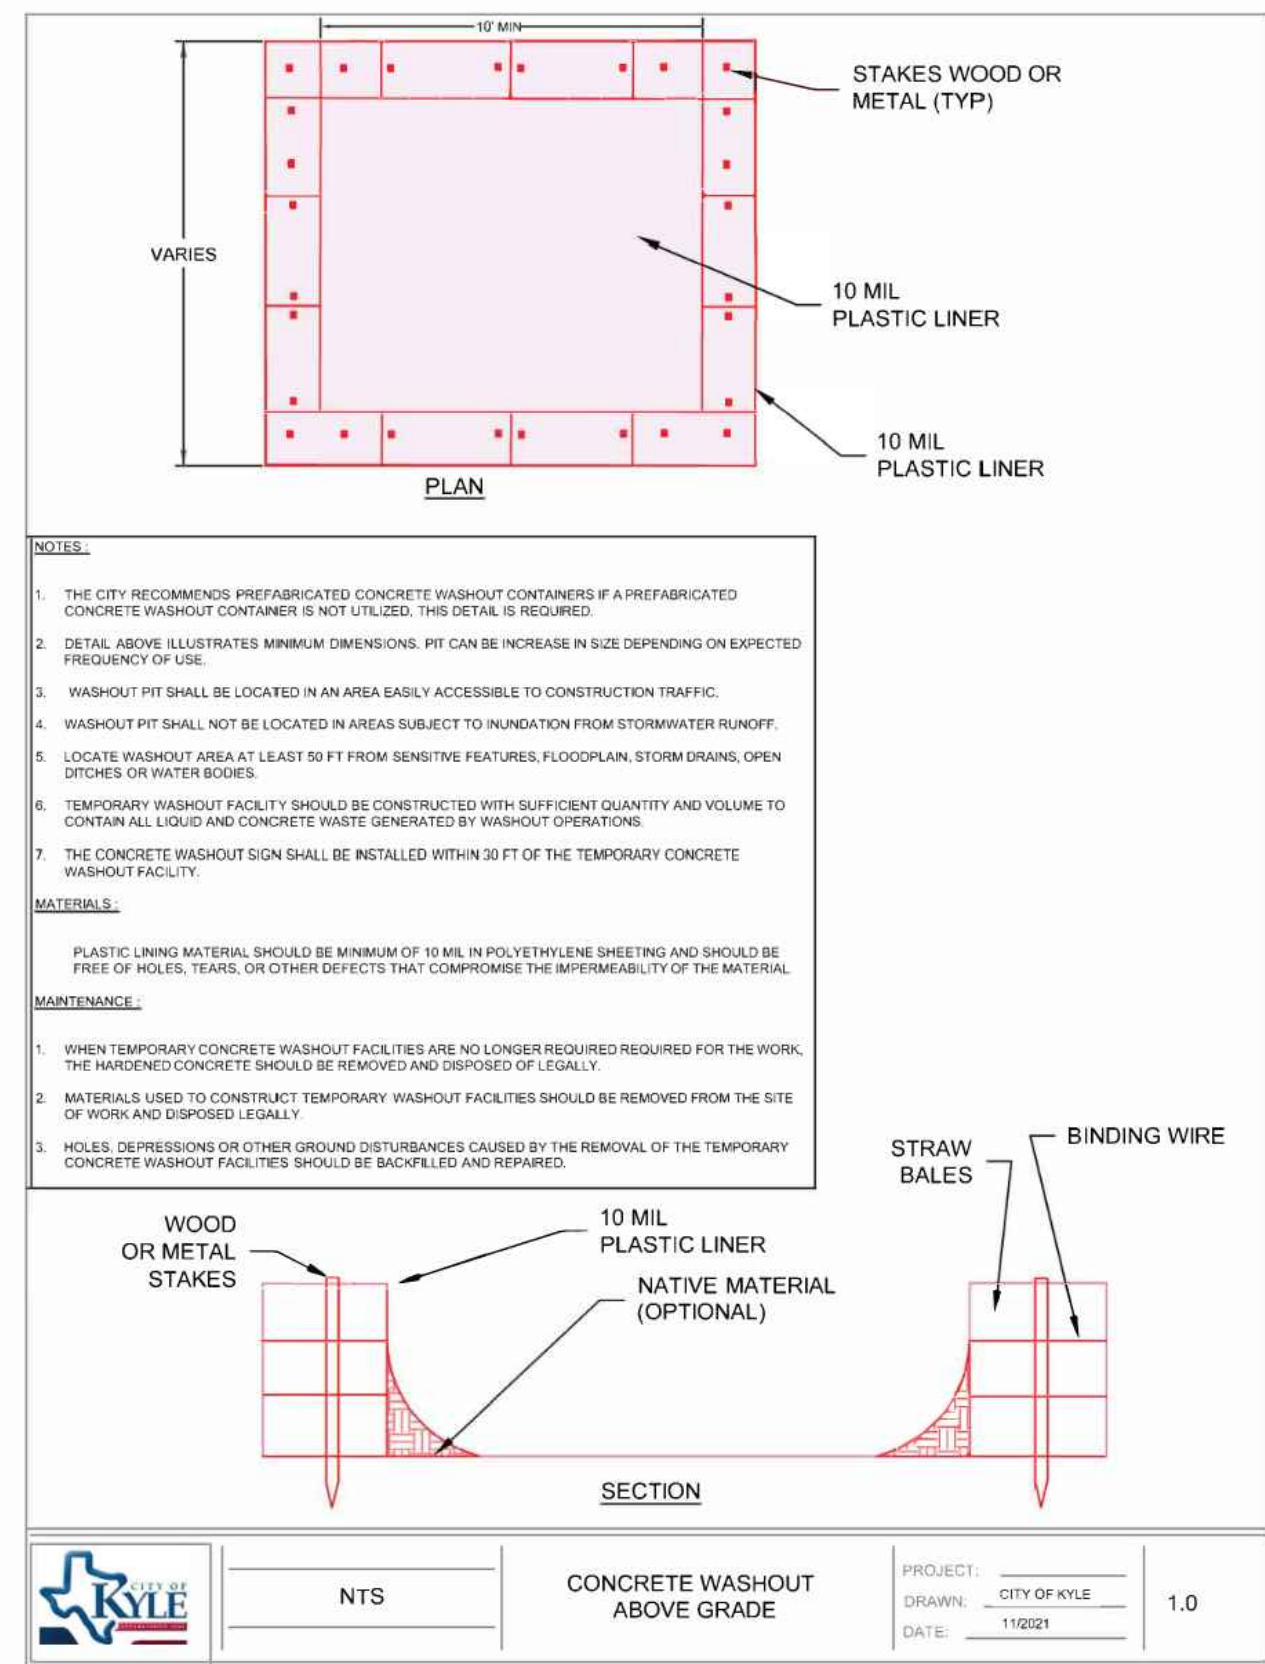 10' MIN
STAKES WOOD OR
METAL (TYP)
VARIES
10 MIL
PLASTIC LINER
10 MIL
PLASTIC LINER
PLAN
NOTES :
1. THE CITY RECOMMENDS PREFABRICATED CONCRETE WASHOUT CONTAINERS IF A PREFABRICATED
CONCRETE WASHOUT CONTAINER IS NOT UTILIZED, THIS DETAIL IS REQUIRED.
2. DETAIL ABOVE ILLUSTRATES MINIMUM DIMENSIONS. PIT CAN BE INCREASE IN SIZE DEPENDING ON EXPECTED
FREQUENCY OF USE.
3. WASHOUT PIT SHALL BE LOCATED IN AN AREA EASILY ACCESSIBLE TO CONSTRUCTION TRAFFIC.
4. WASHOUT PIT SHALL NOT BE LOCATED IN AREAS SUBJECT TO INUNDATION FROM STORMWATER RUNOFF.
5. LOCATE WASHOUT AREA AT LEAST 50 FT FROM SENSITIVE FEATURES, FLOODPLAIN, STORM DRAINS, OPEN
DITCHES OR WATER BODIES.
6. TEMPORARY WASHOUT FACILITY SHOULD BE CONSTRUCTED WITH SUFFICIENT QUANTITY AND VOLUME TO
CONTAIN ALL LIQUID AND CONCRETE WASTE GENERATED BY WASHOUT OPERATIONS.
7. THE CONCRETE WASHOUT SIGN SHALL BE INSTALLED WITHIN 30 FT OF THE TEMPORARY CONCRETE
WASHOUT FACILITY.
MATERIALS :
PLASTIC LINING MATERIAL SHOULD BE MINIMUM OF 10 MIL IN POLYETHYLENE SHEETING AND SHOULD BE
FREE OF HOLES, TEARS, OR OTHER DEFECTS THAT COMPROMISE THE IMPERMEABILITY OF THE MATERIAL
MAINTENANCE :
1. WHEN TEMPORARY CONCRETE WASHOUT FACILITIES ARE NO LONGER REQUIRED REQUIRED FOR THE WORK,
THE HARDENED CONCRETE SHOULD BE REMOVED AND DISPOSED OF LEGALLY.
2. MATERIALS USED TO CONSTRUCT TEMPORARY WASHOUT FACILITIES SHOULD BE REMOVED FROM THE SITE
OF WORK AND DISPOSED LEGALLY.
3. HOLES, DEPRESSIONS OR OTHER GROUND DISTURBANCES CAUSED BY THE REMOVAL OF THE TEMPORARY
CONCRETE WASHOUT FACILITIES SHOULD BE BACKFILLED AND REPAIRED.
STRAW
BALES
BINDING WIRE
WOOD
OR METAL
STAKES
10 MIL
PLASTIC LINER
NATIVE MATERIAL
(OPTIONAL)
SECTION
CITY OF
KYLE
NTS
CONCRETE WASHOUT
ABOVE GRADE
PROJECT:
DRAWN: CITY OF KYLE
DATE: 11/2021
1.0